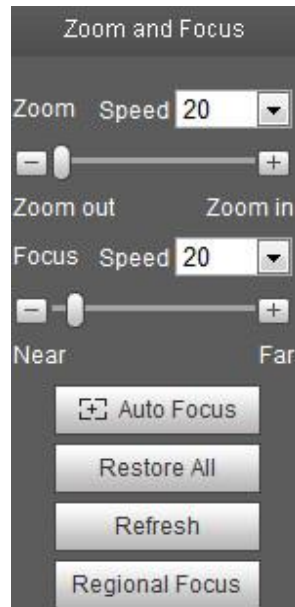 Zoom and Focus
Zoom Speed 20
Zoom out Zoom in
Focus Speed 20
Near Far
Auto Focus
Restore All
Refresh
Regional Focus